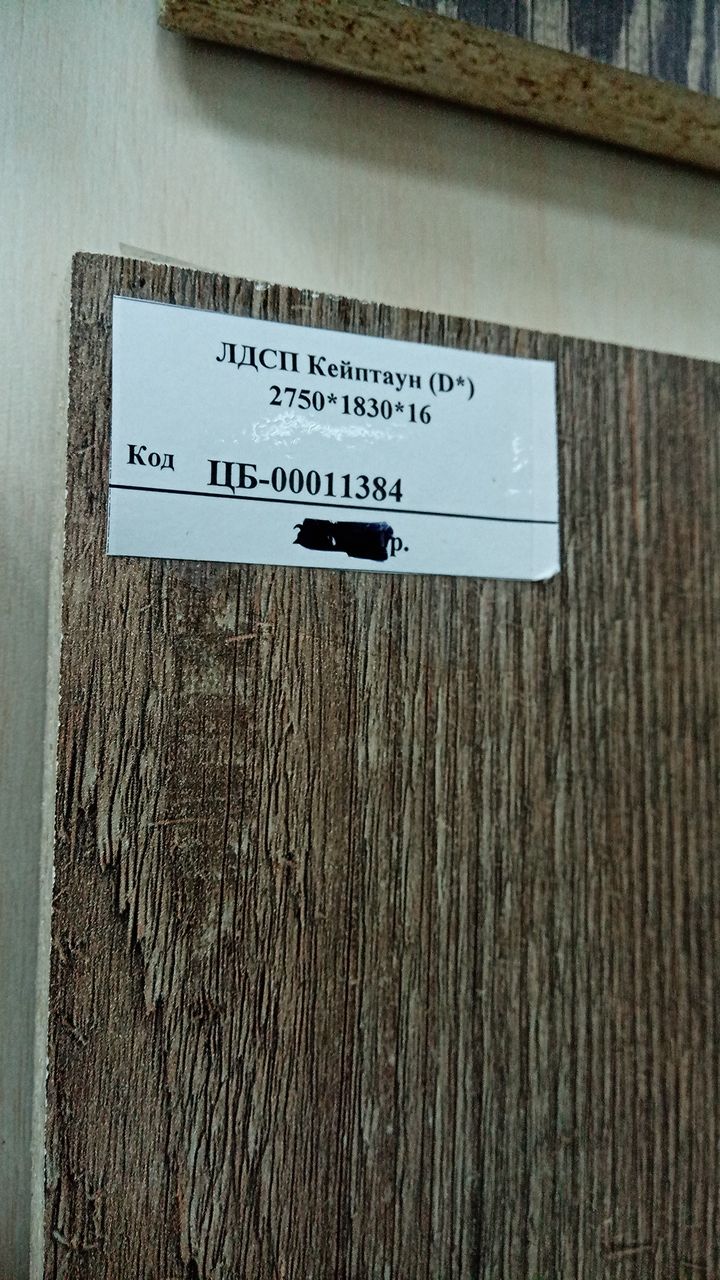 ЛДСП Кейптаун (D*)
2750*1830*16
Код ЦБ-00011384
р.